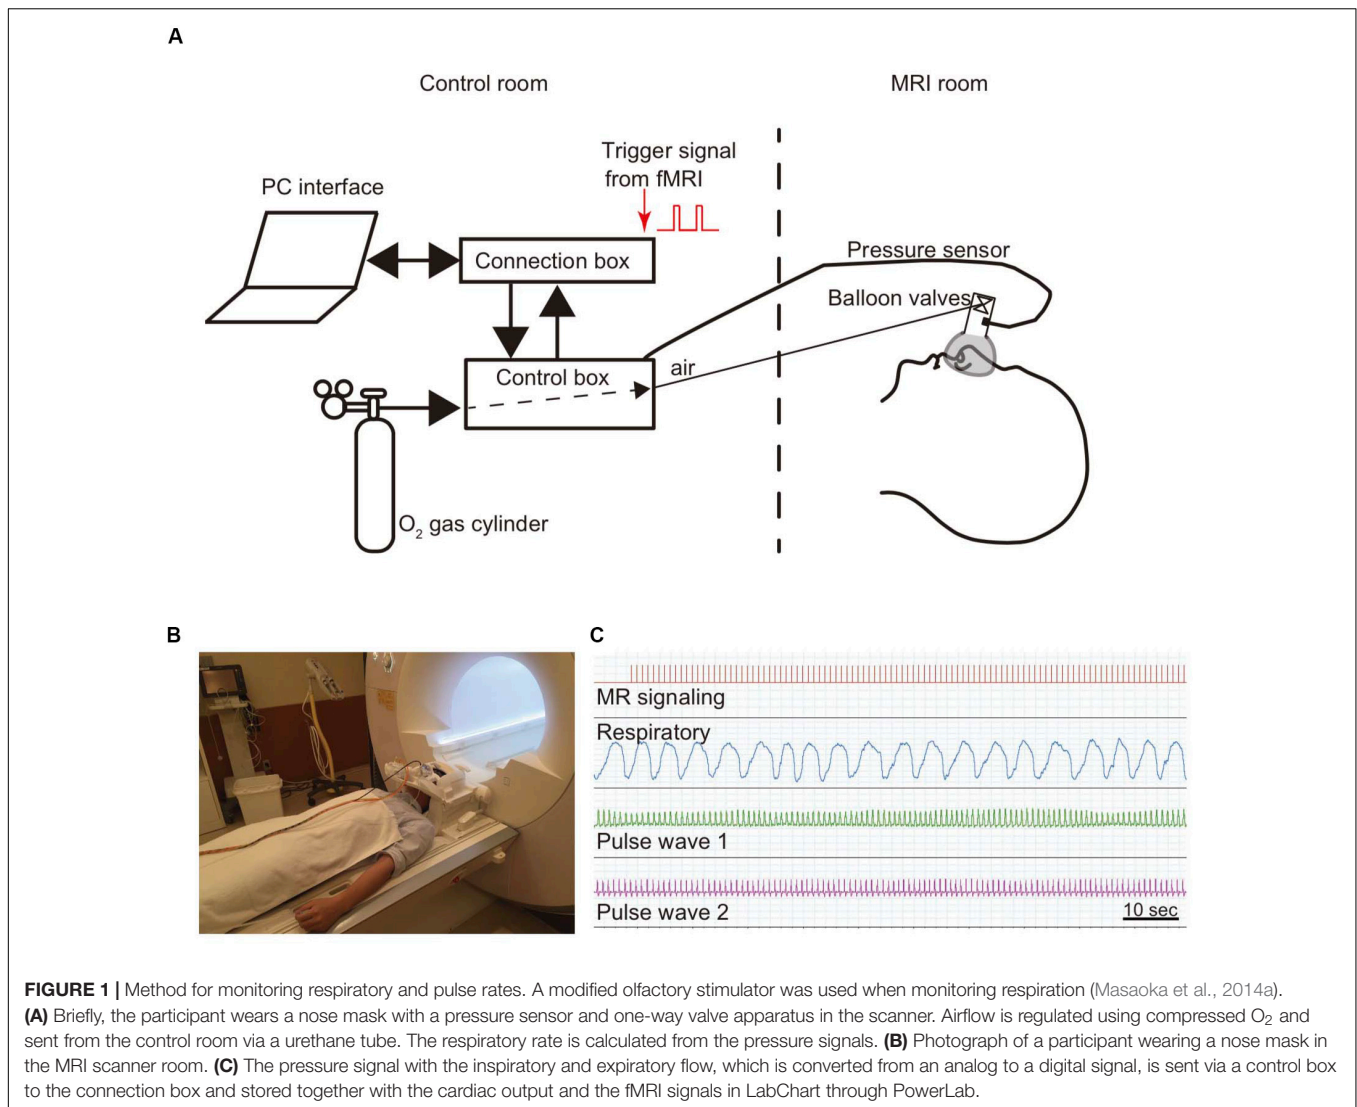 A
Control room
MRI room
Trigger signal
from fMRI
PC interface
Connection box
Pressure sensor
Balloon valves
Control box
air
O2 gas cylinder
B
C
MR signaling
Respiratory
Pulse wave 1
Pulse wave 2
10 sec
FIGURE 1 | Method for monitoring respiratory and pulse rates. A modified olfactory stimulator was used when monitoring respiration (Masaoka et al., 2014a).
(A) Briefly, the participant wears a nose mask with a pressure sensor and one-way valve apparatus in the scanner. Airflow is regulated using compressed O2 and
sent from the control room via a urethane tube. The respiratory rate is calculated from the pressure signals. (B) Photograph of a participant wearing a nose mask in
the MRI scanner room. (C) The pressure signal with the inspiratory and expiratory flow, which is converted from an analog to a digital signal, is sent via a control box
to the connection box and stored together with the cardiac output and the fMRI signals in LabChart through PowerLab.